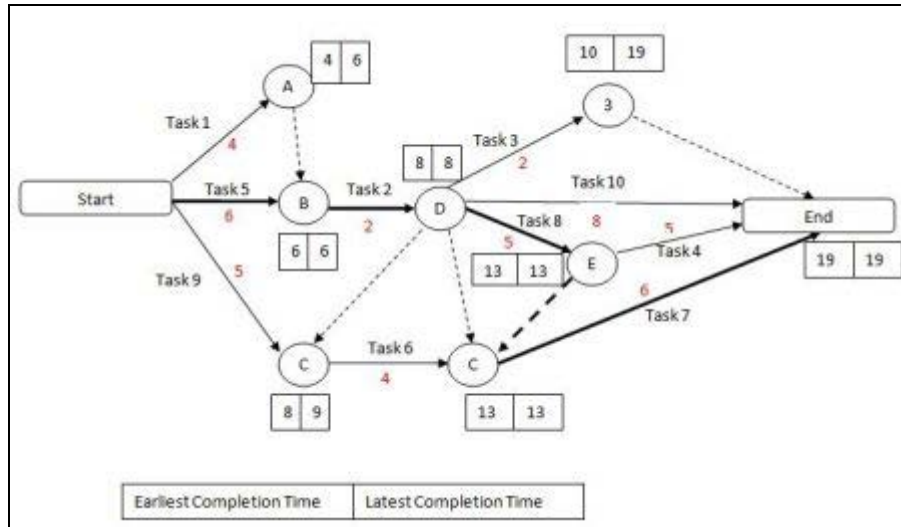 10 19
4 6
A
3
Task 1
4
Task 3
2
8 8
Start
Task 5
6
B
Task 2
2
D
Task 10
8
End
Task 8
5
5
Task 4
6 6
13 13
E
19 19
Task 9
5
6
Task 7
C
Task 6
4
C
8 9
13 13
Earliest Completion Time Latest Completion Time